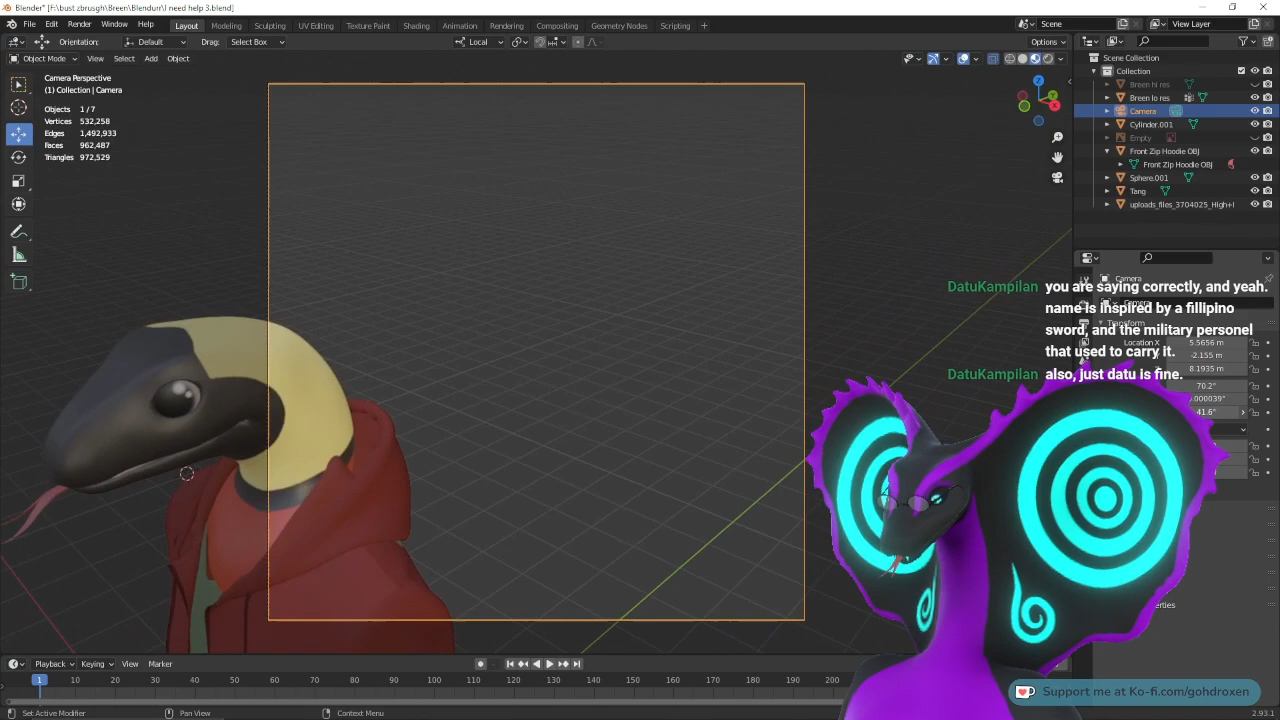 Blender* [F:\bust zbrusgh\Breen\Blendurr\I need help 3.blend]
File Edit Render Window Help
Layout Modeling Sculpting UV Editing Texture Paint Shading Animation Rendering Compositing Geometry Nodes Scripting +
Scene View Layer
Orientation: Default Drag: Select Box Local Options
Object Mode View Select Add Object
Camera Perspective
(1) Collection | Camera
Objects 1/7
Vertices 532,258
Edges 1,492,933
Faces 962,487
Triangles 972,529
Z
Y
X
Scene Collection
Collection
Breen hi res
Breen lo res
Camera
Cylinder.001
Empty
Front Zip Hoodie OBJ
Front Zip Hoodie OBJ
Sphere.001
Tang
uploads_files_3704025_High+I
Camera
Camera
Transform
Location X 5.5656 m
-2.155 m
8.1935 m
70.2°
.000039°
41.6°
DatuKampilan you are saying correctly, and yeah.
name is inspired by a fillipino
sword, and the military personel
that used to carry it.
DatuKampilan also, just datu is fine.
Playback Keying View Marker
1 10 20 30 40 50 60 70 80 90 100 110 120 130 140 150 160 170 180 190 200
Support me at Ko-fi.com/gohdroxen
Set Active Modifier Pan View Context Menu 2.93.1